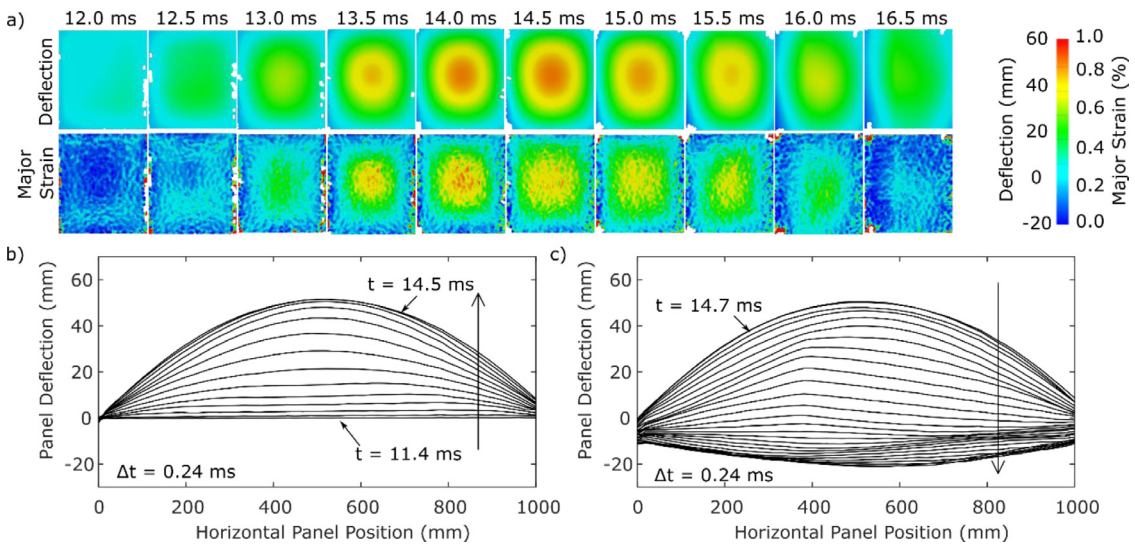 a)
12.0 ms 12.5 ms 13.0 ms 13.5 ms 14.0 ms 14.5 ms 15.0 ms 15.5 ms 16.0 ms 16.5 ms
Deflection
Major
Strain
60 1.0
40 0.8
0.6
20
0.4
0
0.2
-20 0.0
Deflection (mm)
Major Strain (%)
b)
60
40
20
0
-20
Panel Deflection (mm)
t = 14.5 ms
t = 11.4 ms
Δt = 0.24 ms
0 200 400 600 800 1000
Horizontal Panel Position (mm)
c)
60
40
20
0
-20
Panel Deflection (mm)
t = 14.7 ms
Δt = 0.24 ms
0 200 400 600 800 1000
Horizontal Panel Position (mm)